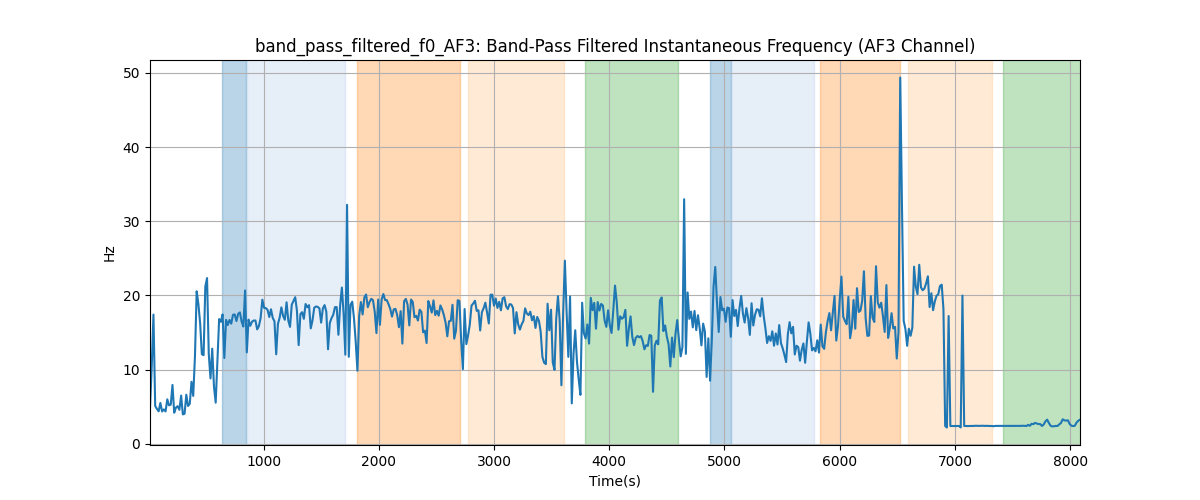 band_pass_filtered_f0_AF3: Band-Pass Filtered Instantaneous Frequency (AF3 Channel)
50
40
30
20
10
0
Hz
1000 2000 3000 4000 5000 6000 7000 8000
Time(s)